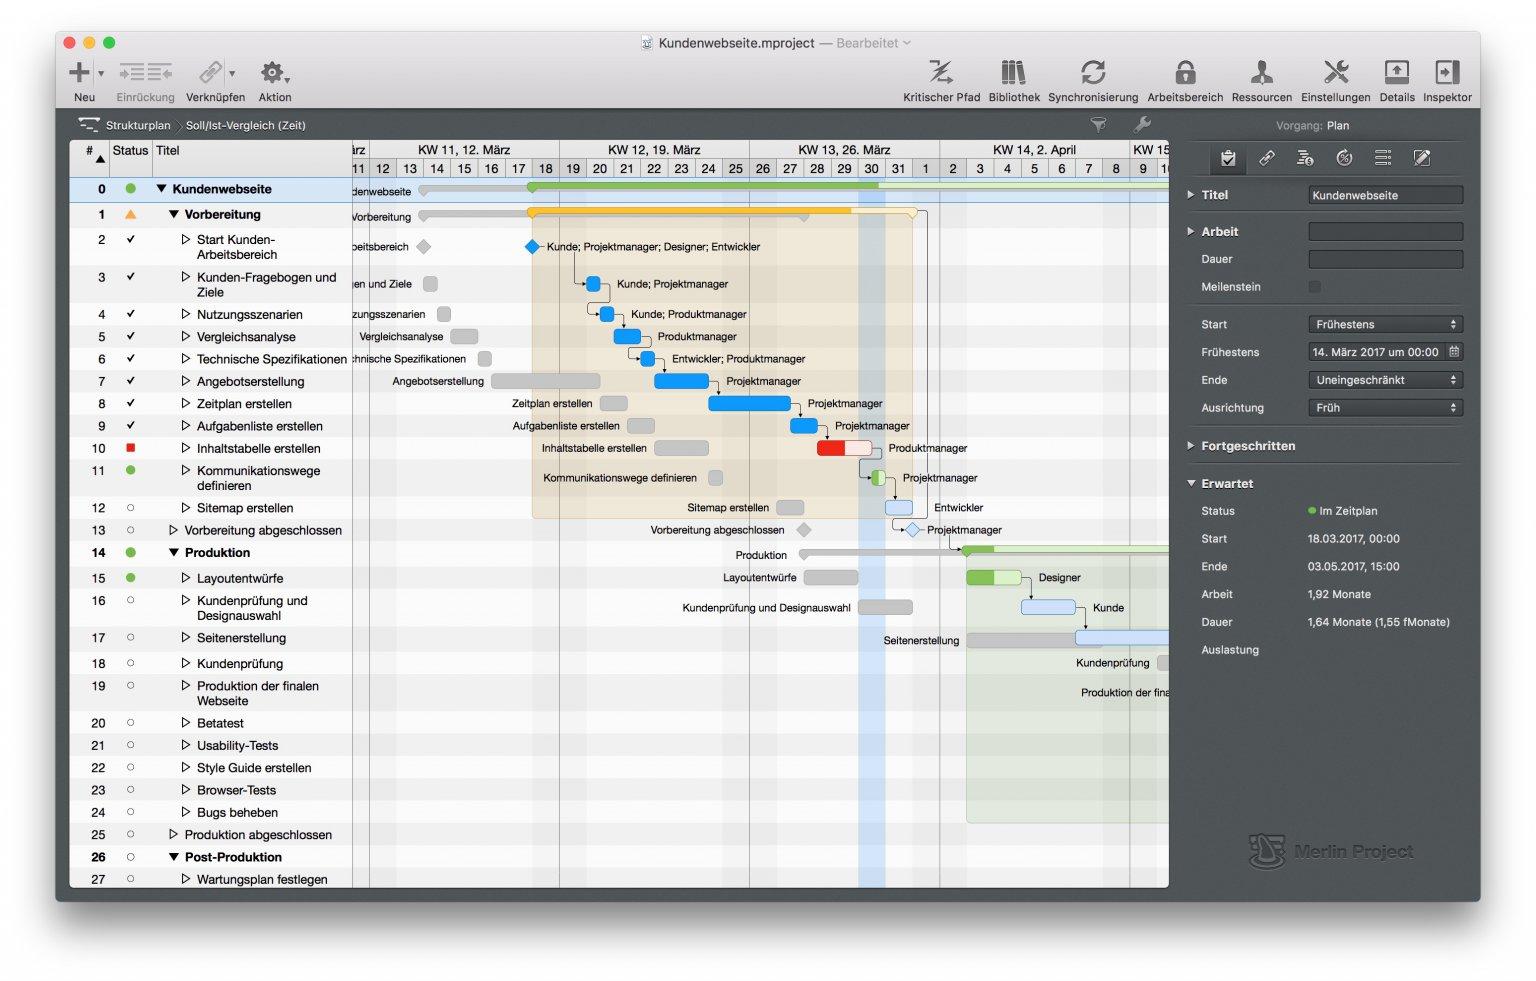 Kundenwebseite.mproject — Bearbeitet
Neu
Einrückung
Verknüpfen
Aktion
Kritischer Pfad
Bibliothek
Synchronisierung
Arbeitsbereich
Ressourcen
Einstellungen
Details
Inspektor
Strukturplan
Soll/Ist-Vergleich (Zeit)
Vorgang: Plan
# Status Titel
ärz
KW 11, 12. März
KW 12, 19. März
KW 13, 26. März
KW 14, 2. April
KW 15
11 12 13 14 15 16 17 18 19 20 21 22 23 24 25 26 27 28 29 30 31 1 2 3 4 5 6 7 8 9 10
0 Kundenwebseite
denwebseite
1 Vorbereitung
Vorbereitung
2 Start Kunden-
Arbeitsbereich
beitsbereich
Kunde; Projektmanager; Designer; Entwickler
3 Kunden-Fragebogen und
Ziele
en und Ziele
Kunde; Projektmanager
4 Nutzungsszenarien
zungsszenarien
Kunde; Produktmanager
5 Vergleichsanalyse
Vergleichsanalyse
Produktmanager
6 Technische Spezifikationen
chnische Spezifikationen
Entwickler; Produktmanager
7 Angebotserstellung
Angebotserstellung
Projektmanager
8 Zeitplan erstellen
Zeitplan erstellen
Projektmanager
9 Aufgabenliste erstellen
Aufgabenliste erstellen
Projektmanager
10 Inhaltstabelle erstellen
Inhaltstabelle erstellen
Produktmanager
11 Kommunikationswege
definieren
Kommunikationswege definieren
Projektmanager
12 Sitemap erstellen
Sitemap erstellen
Entwickler
13 Vorbereitung abgeschlossen
Vorbereitung abgeschlossen
Projektmanager
14 Produktion
Produktion
15 Layoutentwürfe
Layoutentwürfe
Designer
16 Kundenprüfung und
Designauswahl
Kundenprüfung und Designauswahl
Kunde
17 Seitenerstellung
Seitenerstellung
18 Kundenprüfung
Kundenprüfung
19 Produktion der finalen
Webseite
Produktion der fina
20 Betatest
21 Usability-Tests
22 Style Guide erstellen
23 Browser-Tests
24 Bugs beheben
25 Produktion abgeschlossen
26 Post-Produktion
27 Wartungsplan festlegen
Titel Kundenwebseite
Arbeit
Dauer
Meilenstein
Start Frühestens
Frühestens 14. März 2017 um 00:00
Ende Uneingeschränkt
Ausrichtung Früh
Fortgeschritten
Erwartet
Status Im Zeitplan
Start 18.03.2017, 00:00
Ende 03.05.2017, 15:00
Arbeit 1,92 Monate
Dauer 1,64 Monate (1,55 fMonate)
Auslastung
Merlin Project